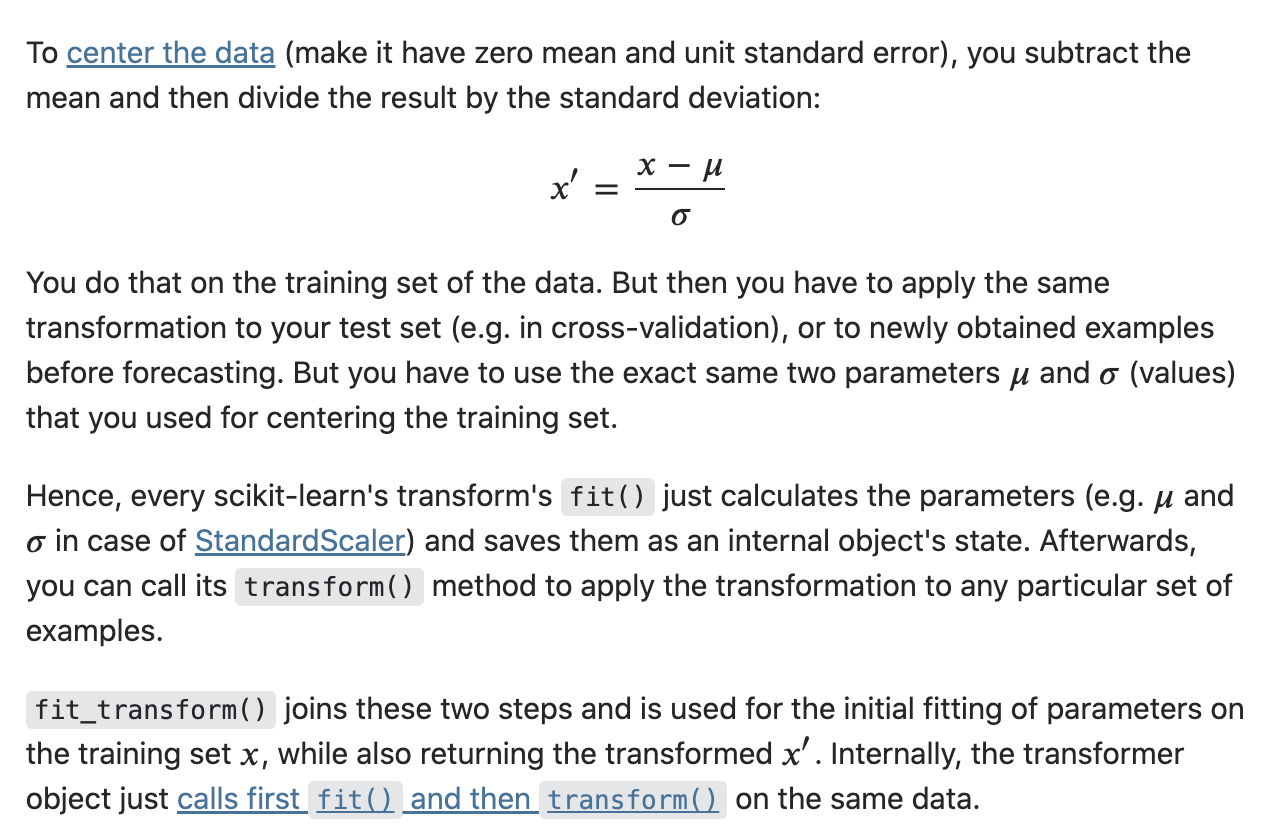 To center the data (make it have zero mean and unit standard error), you subtract the
mean and then divide the result by the standard deviation:
x′ = (x − μ) / σ
You do that on the training set of the data. But then you have to apply the same
transformation to your test set (e.g. in cross-validation), or to newly obtained examples
before forecasting. But you have to use the exact same two parameters μ and σ (values)
that you used for centering the training set.
Hence, every scikit-learn's transform's fit() just calculates the parameters (e.g. μ and
σ in case of StandardScaler) and saves them as an internal object's state. Afterwards,
you can call its transform() method to apply the transformation to any particular set of
examples.
fit_transform() joins these two steps and is used for the initial fitting of parameters on
the training set x, while also returning the transformed x′. Internally, the transformer
object just calls first fit() and then transform() on the same data.